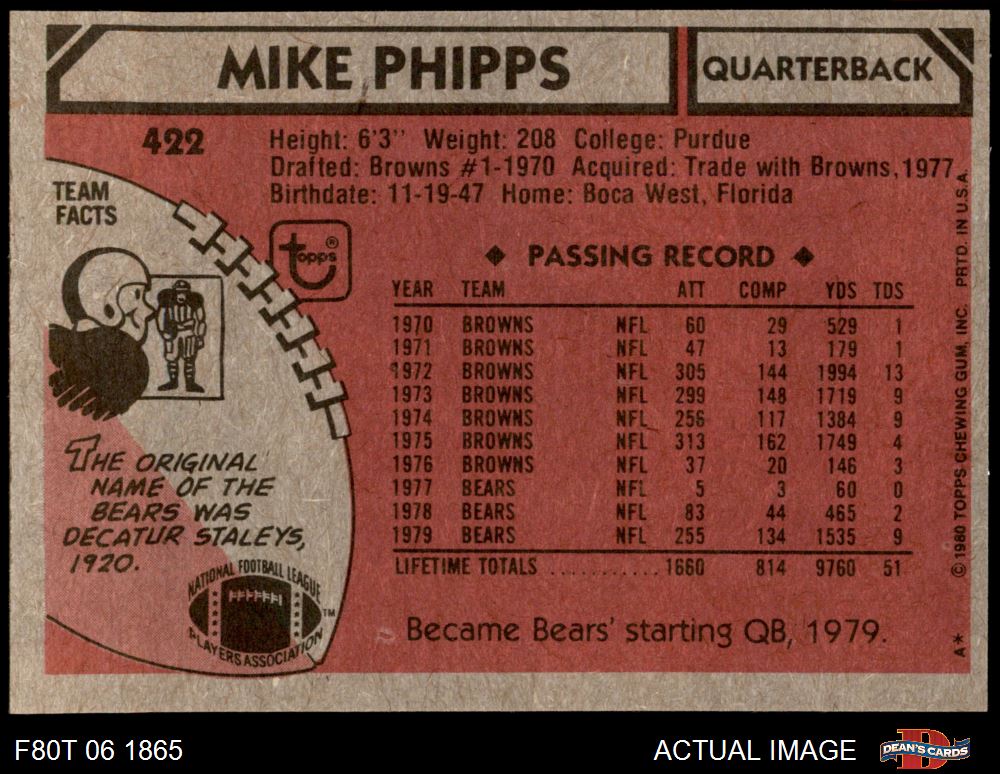 MIKE PHIPPS
QUARTERBACK
422
Height: 6'3" Weight: 208 College: Purdue
Drafted: Browns #1-1970 Acquired: Trade with Browns, 1977.
Birthdate: 11-19-47 Home: Boca West, Florida
TEAM
FACTS
topps®
THE ORIGINAL
NAME OF THE
BEARS WAS
DECATUR STALEYS,
1920.
NATIONAL FOOTBALL LEAGUE
PLAYERS ASSOCIATION
TM
◆ PASSING RECORD ◆
YEAR TEAM ATT COMP YDS TDS
1970 BROWNS NFL 60 29 529 1
1971 BROWNS NFL 47 13 179 1
1972 BROWNS NFL 305 144 1994 13
1973 BROWNS NFL 299 148 1719 9
1974 BROWNS NFL 256 117 1384 9
1975 BROWNS NFL 313 162 1749 4
1976 BROWNS NFL 37 20 146 3
1977 BEARS NFL 5 3 60 0
1978 BEARS NFL 83 44 465 2
1979 BEARS NFL 255 134 1535 9
LIFETIME TOTALS ........... 1660 814 9760 51
Became Bears' starting QB, 1979.
A* © 1980 TOPPS CHEWING GUM, INC. PRTD. IN U.S.A.
F80T 06 1865
ACTUAL IMAGE
DEAN'S CARDS